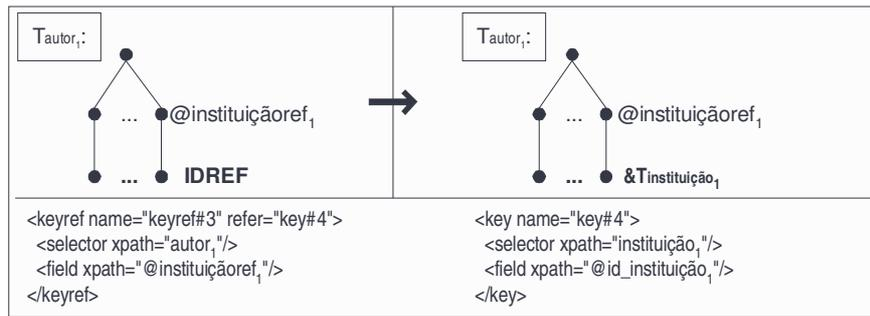 Tautor₁:
... @instituiçãoref₁
... IDREF
<keyref name="keyref#3" refer="key#4">
<selector xpath="autor₁"/>
<field xpath="@instituiçãoref₁"/>
</keyref>
Tautor₁:
... @instituiçãoref₁
... &Tinstituição₁
<key name="key#4">
<selector xpath="instituição₁"/>
<field xpath="@id_instituição₁"/>
</key>